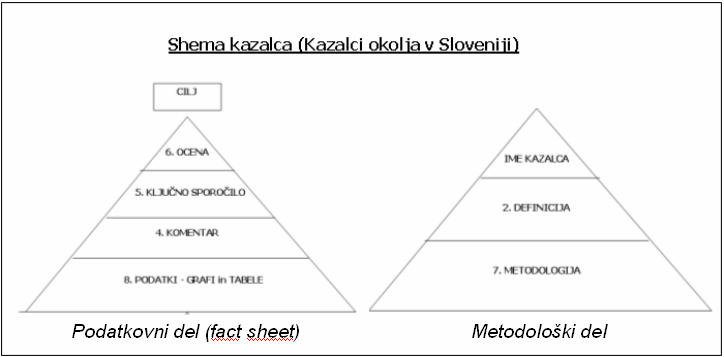 Shema kazalca (Kazalci okolja v Sloveniji)
CILJ
6. OCENA
5. KLJUČNO SPOROČILO
4. KOMENTAR
8. PODATKI - GRAFI in TABELE
Podatkovni del (fact sheet)
IME KAZALCA
2. DEFINICIJA
7. METODOLOGIJA
Metodološki del